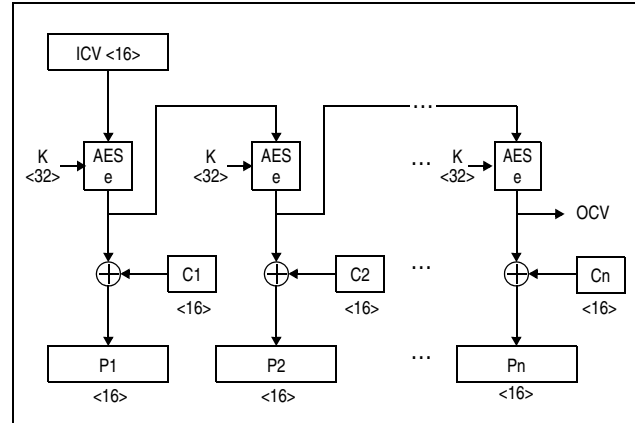 ICV <16>
...
K
<32>
AES
e
K
<32>
AES
e
...
K
<32>
AES
e
OCV
C1
<16>
C2
<16>
...
Cn
<16>
P1
<16>
P2
<16>
...
Pn
<16>